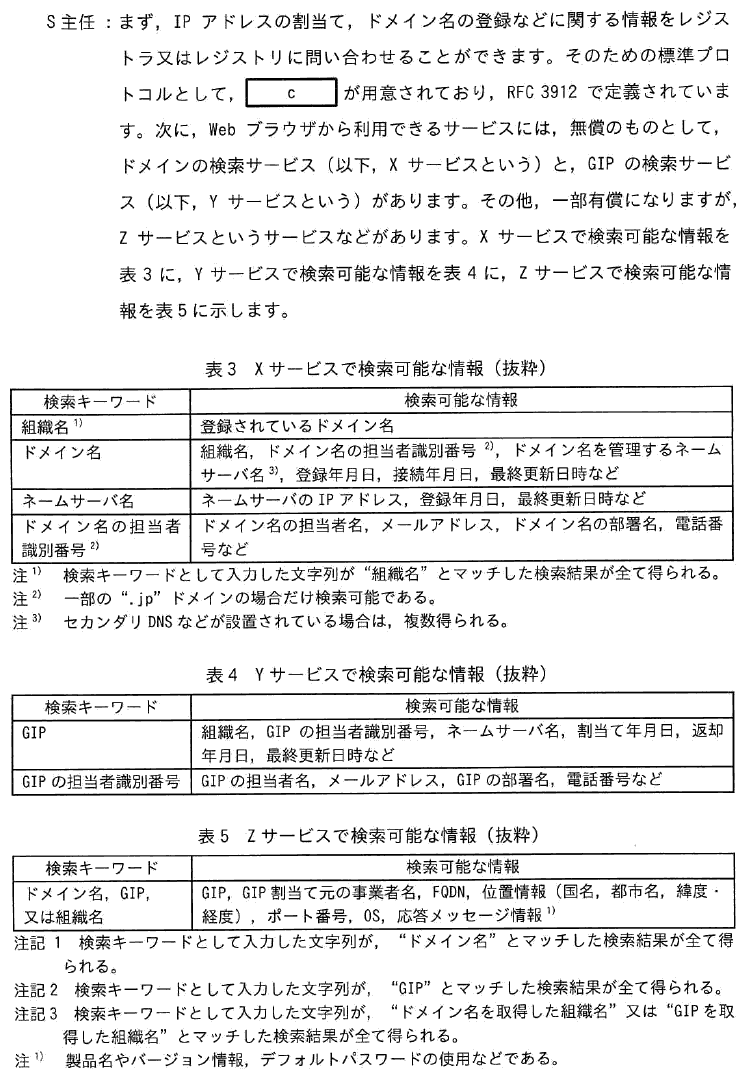 S主任:まず,IP アドレスの割当て,ドメイン名の登録などに関する情報をレジス
トラ又はレジストリに問い合わせることができます。そのための標準プロ
トコルとして, c が用意されており,RFC 3912 で定義されていま
す。次に,Web ブラウザから利用できるサービスには,無償のものとして,
ドメインの検索サービス(以下,X サービスという)と,GIP の検索サービ
ス(以下,Y サービスという)があります。その他,一部有償になりますが,
Z サービスというサービスなどがあります。X サービスで検索可能な情報を
表 3 に,Y サービスで検索可能な情報を表 4 に,Z サービスで検索可能な情
報を表 5 に示します。
表3 X サービスで検索可能な情報(抜粋)
検索キーワード 検索可能な情報
組織名 1) 登録されているドメイン名
ドメイン名 組織名,ドメイン名の担当者識別番号 2),ドメイン名を管理するネーム
サーバ名 3),登録年月日,接続年月日,最終更新日時など
ネームサーバ名 ネームサーバの IP アドレス,登録年月日,最終更新日時など
ドメイン名の担当者 ドメイン名の担当者名,メールアドレス,ドメイン名の部署名,電話番
識別番号 2) 号など
注 1) 検索キーワードとして入力した文字列が“組織名”とマッチした検索結果が全て得られる。
注 2) 一部の“.jp”ドメインの場合だけ検索可能である。
注 3) セカンダリ DNS などが設置されている場合は,複数得られる。
表4 Y サービスで検索可能な情報(抜粋)
検索キーワード 検索可能な情報
GIP 組織名,GIP の担当者識別番号,ネームサーバ名,割当て年月日,返却
年月日,最終更新日時など
GIP の担当者識別番号 GIP の担当者名,メールアドレス,GIP の部署名,電話番号など
表5 Z サービスで検索可能な情報(抜粋)
検索キーワード 検索可能な情報
ドメイン名,GIP, GIP,GIP 割当て元の事業者名,FQDN,位置情報(国名,都市名,緯度・
又は組織名 経度),ポート番号,OS,応答メッセージ情報 1)
注記 1 検索キーワードとして入力した文字列が,“ドメイン名”とマッチした検索結果が全て得
られる。
注記 2 検索キーワードとして入力した文字列が,“GIP”とマッチした検索結果が全て得られる。
注記 3 検索キーワードとして入力した文字列が,“ドメイン名を取得した組織名”又は“GIP を取
得した組織名”とマッチした検索結果が全て得られる。
注 1) 製品名やバージョン情報,デフォルトパスワードの使用などである。